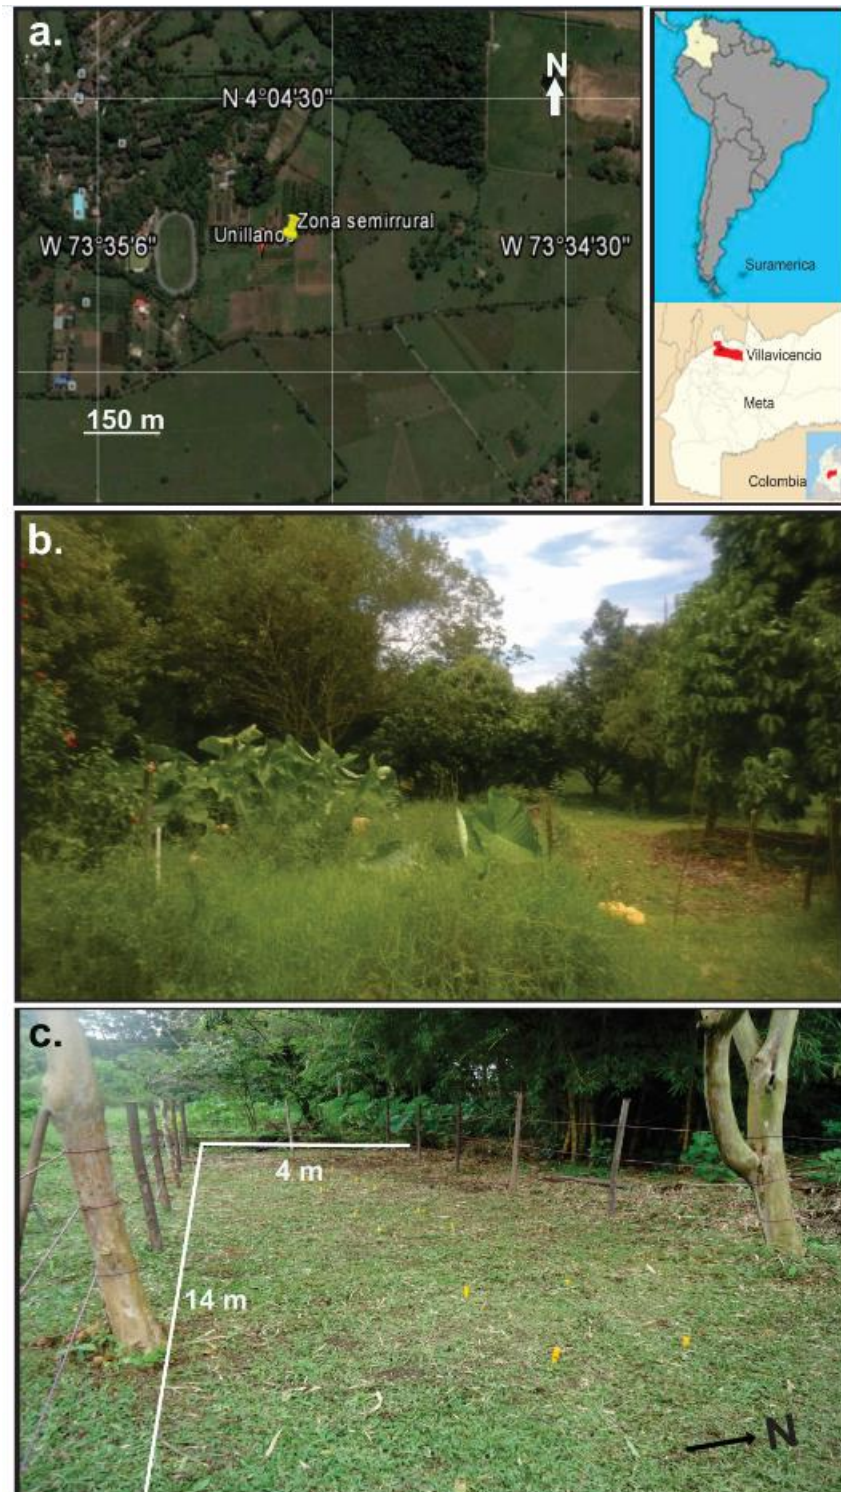 a.
N
N 4°04'30"
Unillanos
Zona semirrural
W 73°35'6"
W 73°34'30"
150 m
Suramerica
Villavicencio
Meta
Colombia
b.
c.
4 m
14 m
N